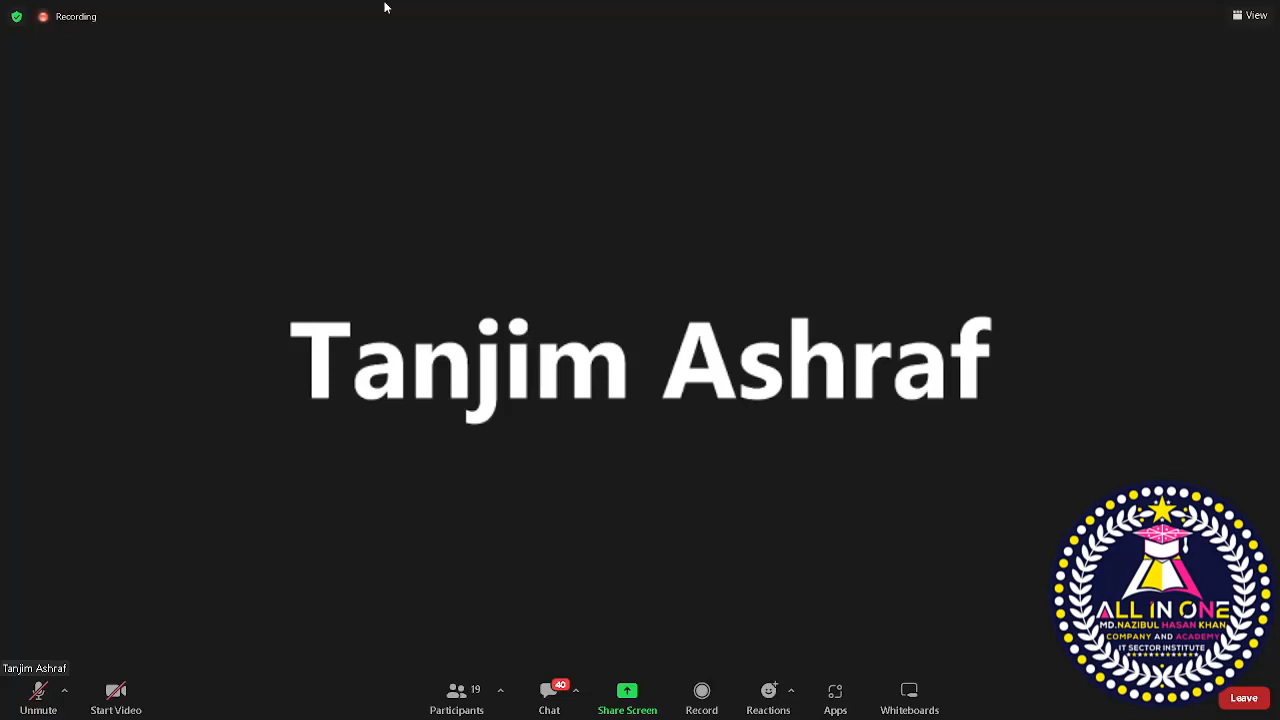 Recording
View
Tanjim Ashraf
ALL IN ONE
MD.NAZIBUL HASAN KHAN
COMPANY AND ACADEMY
IT SECTOR INSTITUTE
Tanjim Ashraf
Unmute
Start Video
Participants 19
Chat 40
Share Screen
Record
Reactions
Apps
Whiteboards
Leave